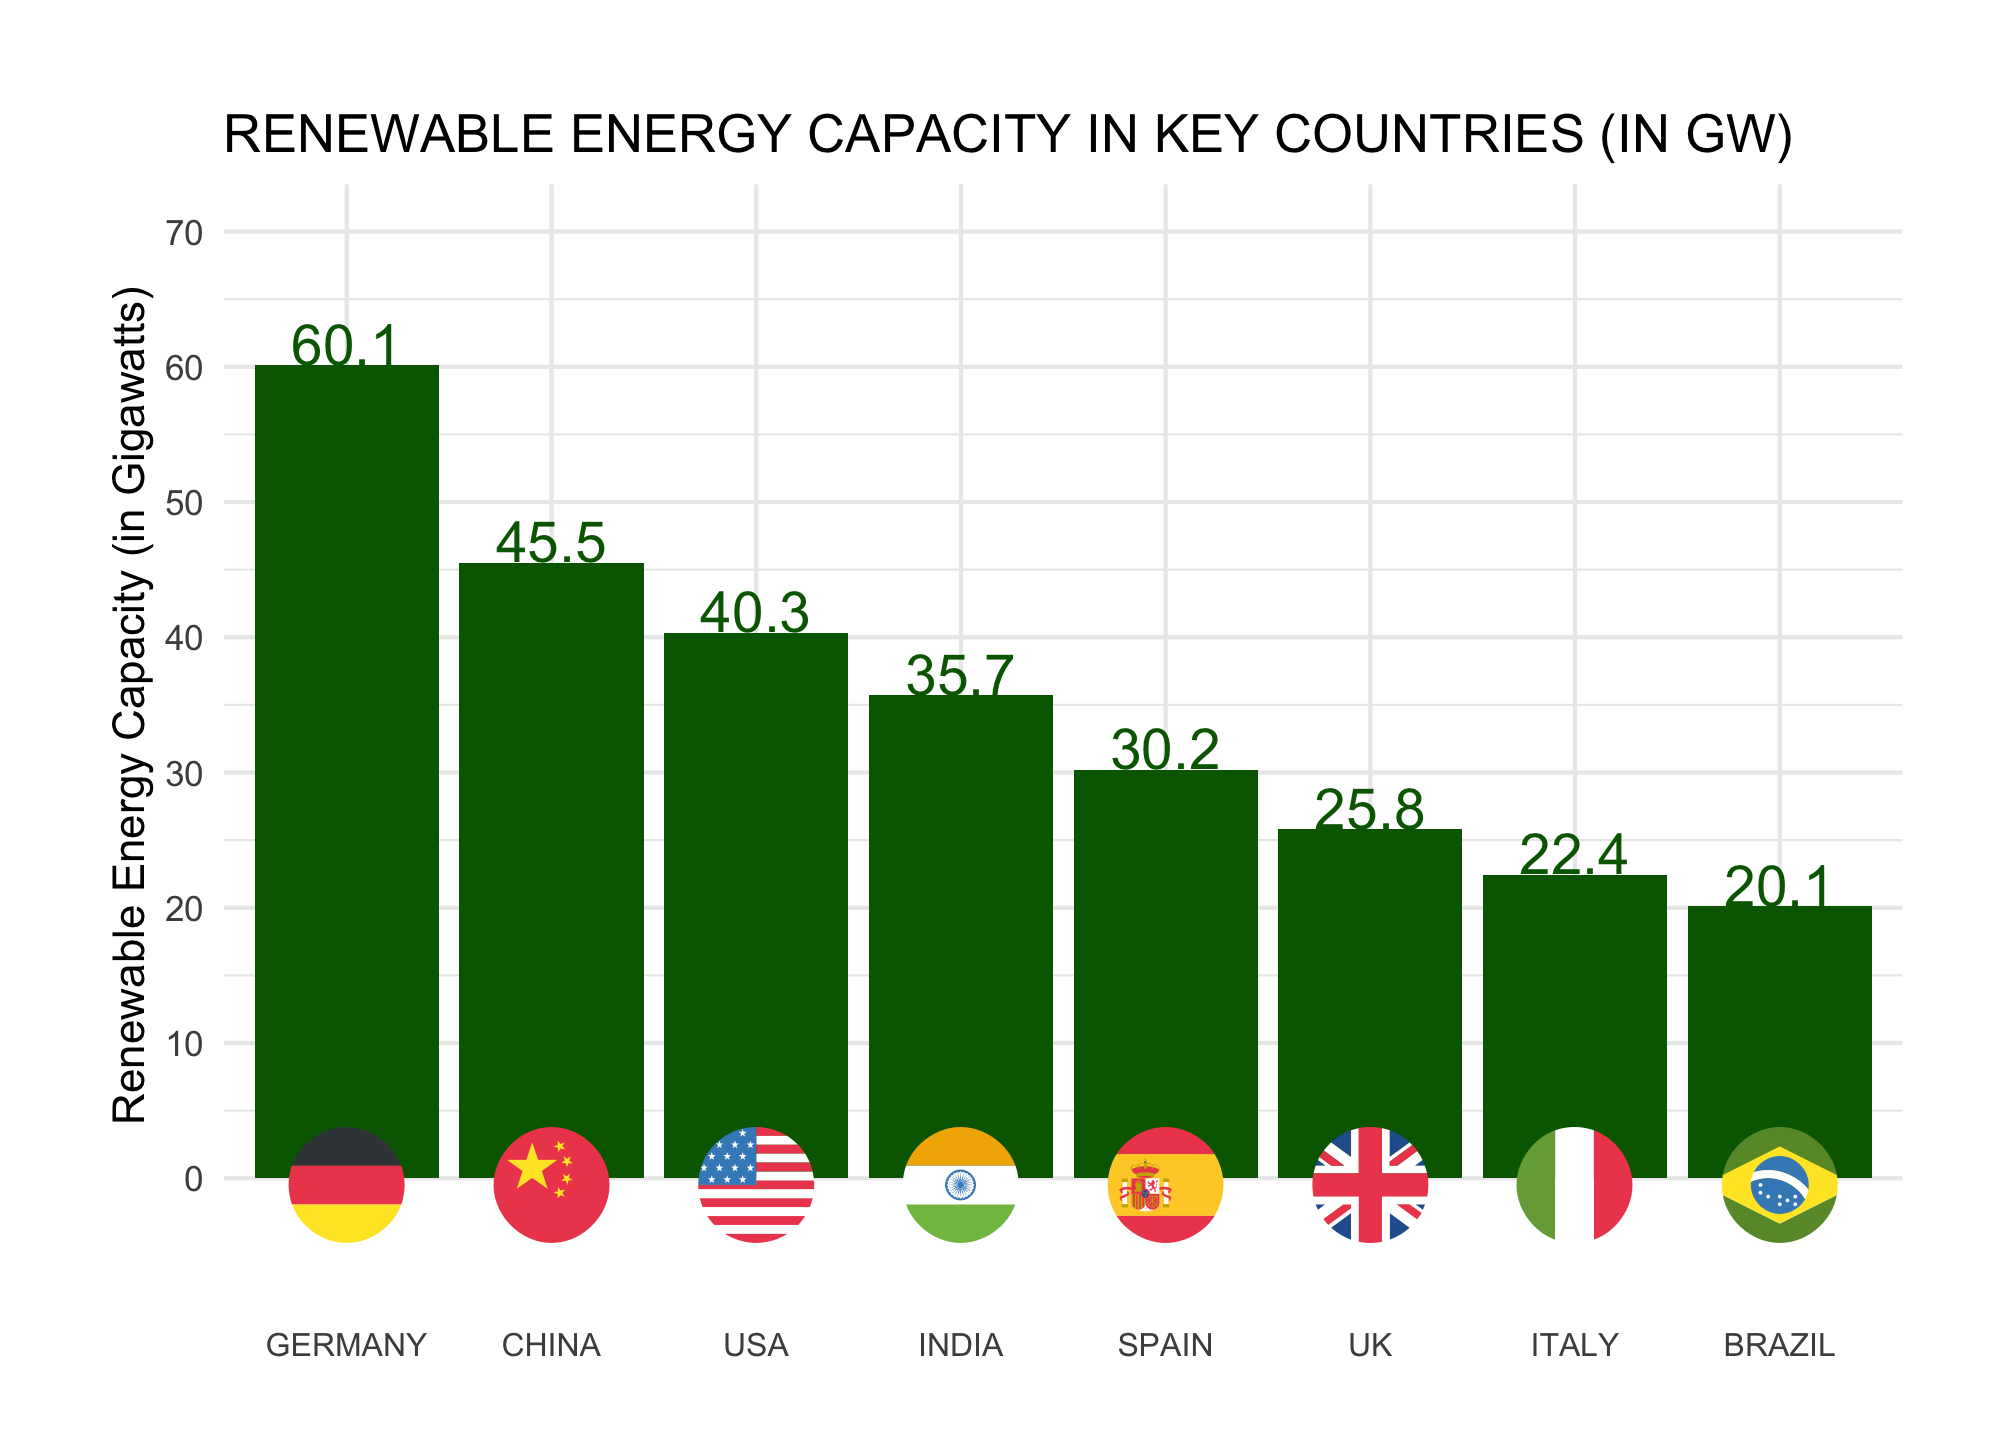 RENEWABLE ENERGY CAPACITY IN KEY COUNTRIES (IN GW)
Renewable Energy Capacity (in Gigawatts)
70
60
50
40
30
20
10
0
60.1
45.5
40.3
35.7
30.2
25.8
22.4
20.1
GERMANY
CHINA
USA
INDIA
SPAIN
UK
ITALY
BRAZIL